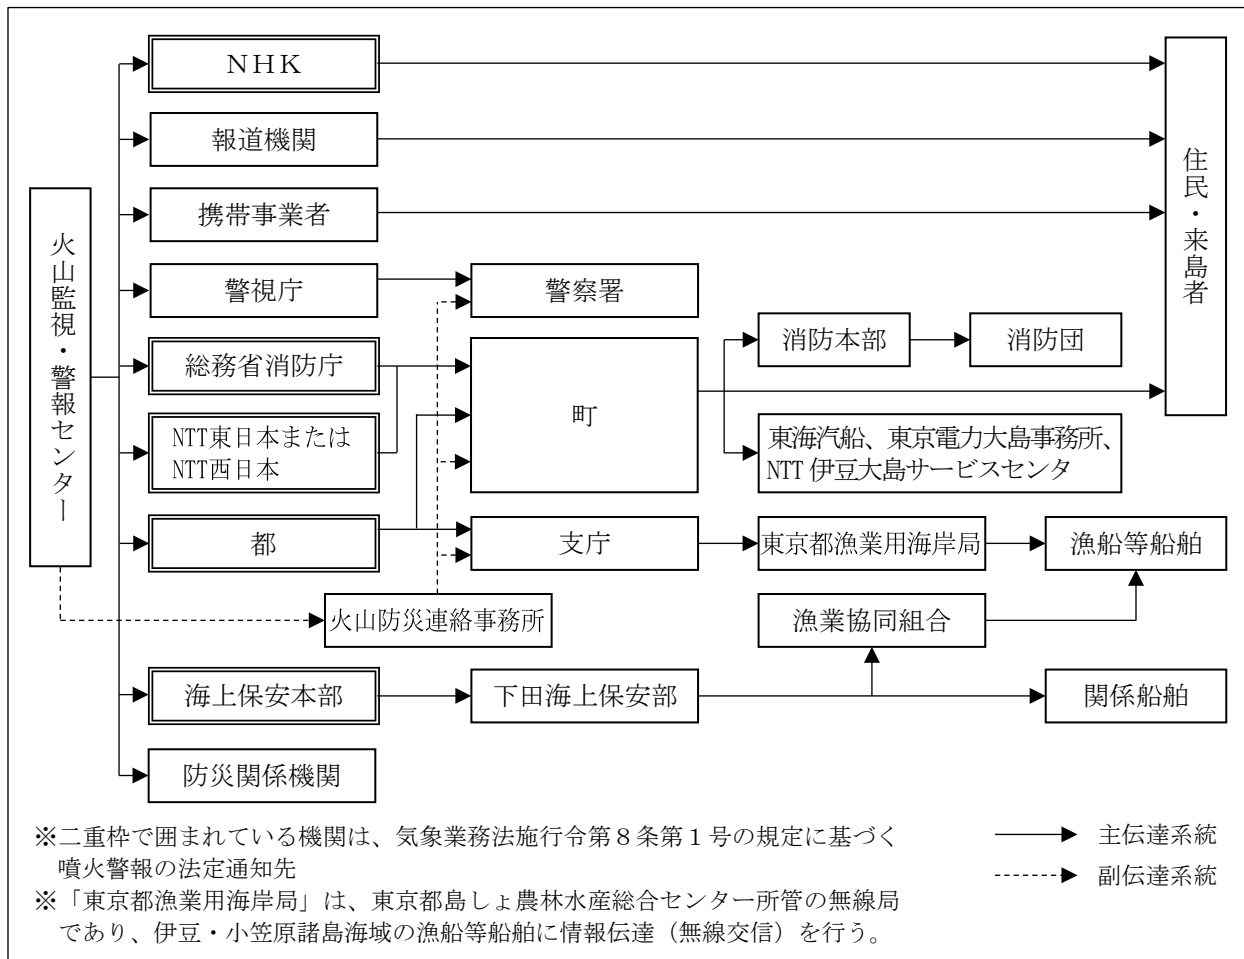 NHK
報道機関
携帯事業者
警視庁
総務省消防庁
NTT東日本または
NTT西日本
都
火山防災連絡事務所
海上保安本部
防災関係機関
火山監視・警報センター
警察署
町
支庁
下田海上保安部
消防本部
消防団
東海汽船、東京電力大島事務所、
NTT 伊豆大島サービスセンタ
東京都漁業用海岸局
漁船等船舶
漁業協同組合
関係船舶
住民・来島者
※二重枠で囲まれている機関は、気象業務法施行令第8条第1号の規定に基づく
噴火警報の法定通知先
※「東京都漁業用海岸局」は、東京都島しょ農林水産総合センター所管の無線局
であり、伊豆・小笠原諸島海域の漁船等船舶に情報伝達（無線交信）を行う。
主伝達系統
副伝達系統